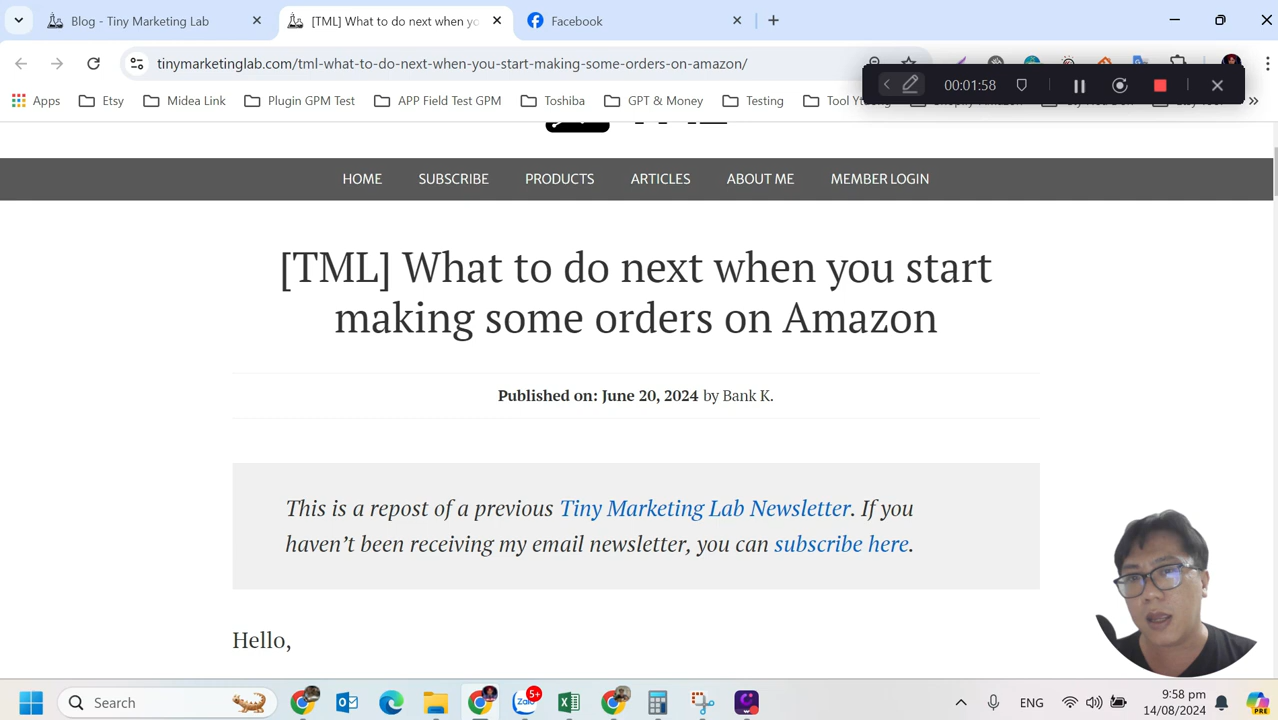 Blog - Tiny Marketing Lab
[TML] What to do next when yo
Facebook
tinymarketinglab.com/tml-what-to-do-next-when-you-start-making-some-orders-on-amazon/
00:01:58
Apps
Etsy
Midea Link
Plugin GPM Test
APP Field Test GPM
Toshiba
GPT & Money
Testing
HOME
SUBSCRIBE
PRODUCTS
ARTICLES
ABOUT ME
MEMBER LOGIN
[TML] What to do next when you start
making some orders on Amazon
Published on: June 20, 2024 by Bank K.
This is a repost of a previous Tiny Marketing Lab Newsletter. If you
haven’t been receiving my email newsletter, you can subscribe here.
Hello,
Search
Zalo
5+
ENG
9:58 pm
14/08/2024
PRE